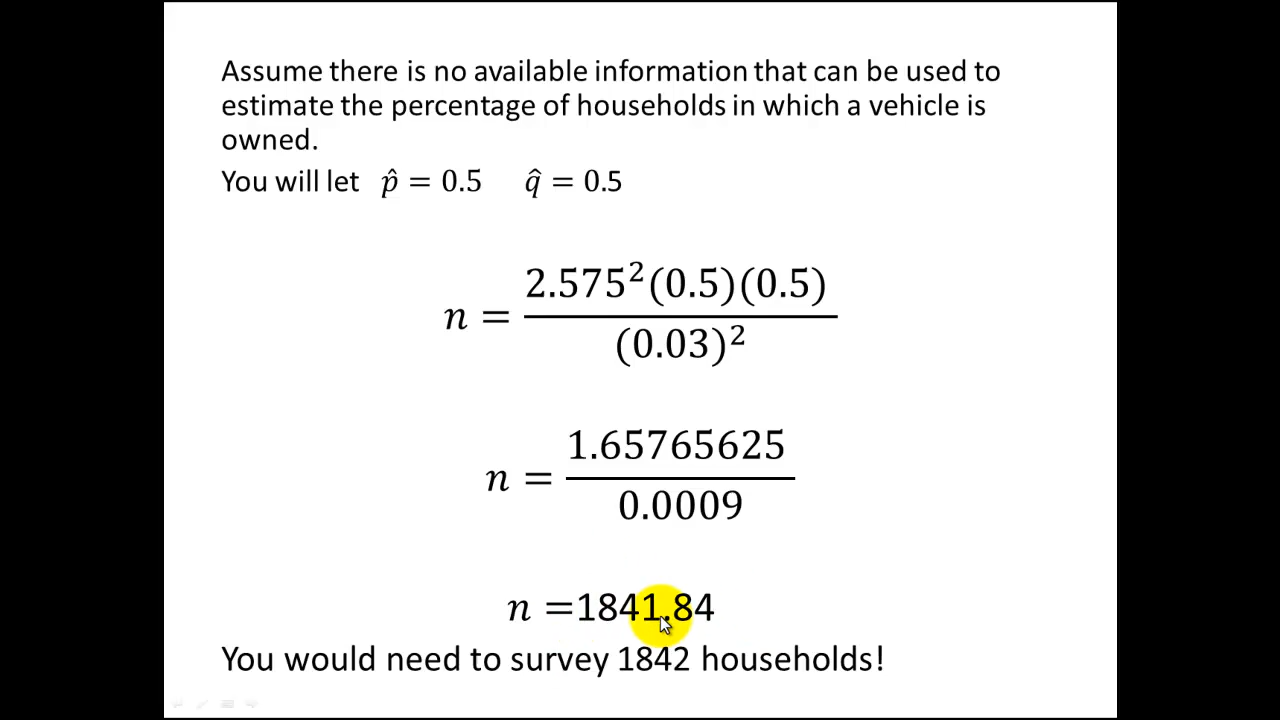 Assume there is no available information that can be used to
estimate the percentage of households in which a vehicle is
owned.
You will let p̂ = 0.5 q̂ = 0.5
n = 2.575²(0.5)(0.5) / (0.03)²
n = 1.65765625 / 0.0009
n =1841.84
You would need to survey 1842 households!